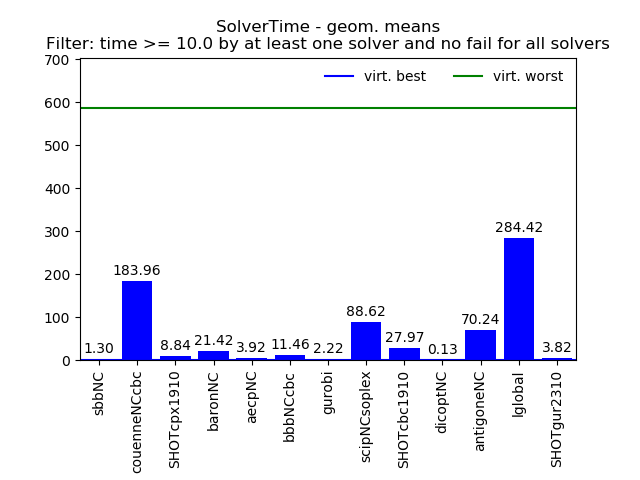 SolverTime - geom. means
Filter: time >= 10.0 by at least one solver and no fail for all solvers
700
600
500
400
300
200
100
0
virt. best
virt. worst
1.30
183.96
8.84
21.42
3.92
11.46
2.22
88.62
27.97
0.13
70.24
284.42
3.82
sbbNC
couenneNCcbc
SHOTcpx1910
baronNC
aecpNC
bbbNCcbc
gurobi
scipNCsoplex
SHOTcbc1910
dicoptNC
antigoneNC
lglobal
SHOTgur2310